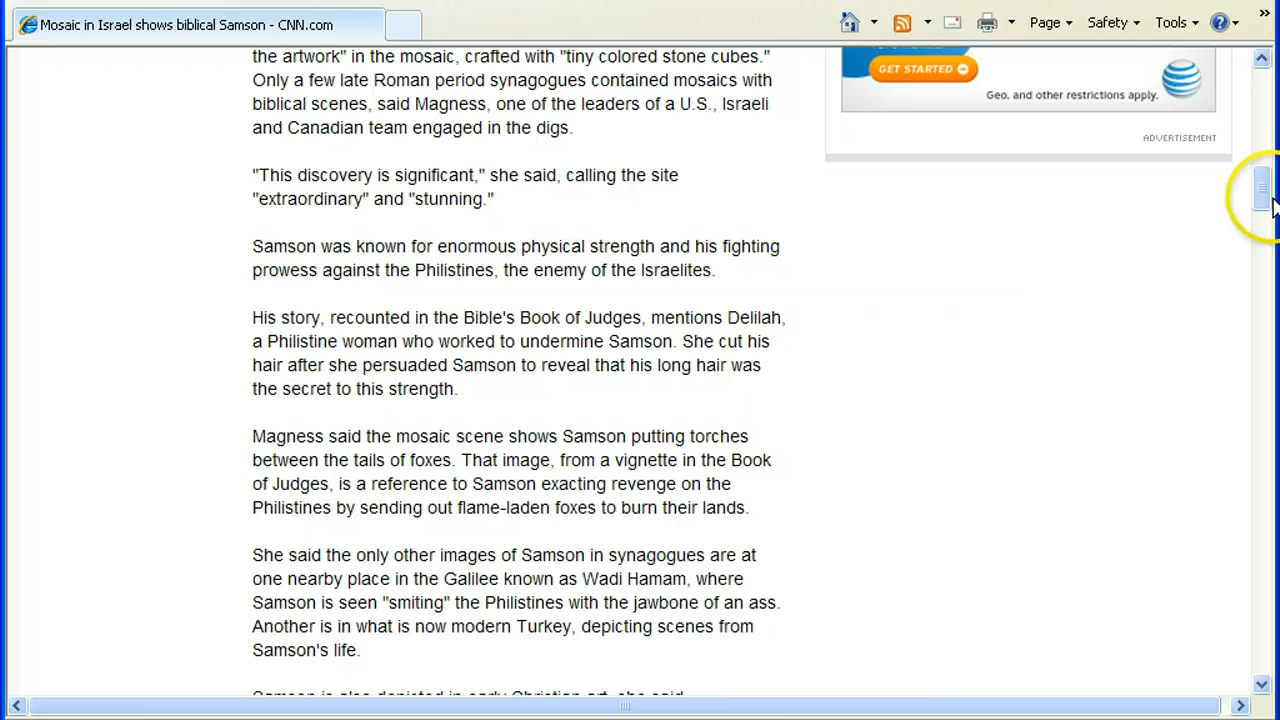 Mosaic in Israel shows biblical Samson - CNN.com
Page
Safety
Tools
»
the artwork" in the mosaic, crafted with "tiny colored stone cubes."
Only a few late Roman period synagogues contained mosaics with
biblical scenes, said Magness, one of the leaders of a U.S., Israeli
and Canadian team engaged in the digs.
"This discovery is significant," she said, calling the site
"extraordinary" and "stunning."
Samson was known for enormous physical strength and his fighting
prowess against the Philistines, the enemy of the Israelites.
His story, recounted in the Bible's Book of Judges, mentions Delilah,
a Philistine woman who worked to undermine Samson. She cut his
hair after she persuaded Samson to reveal that his long hair was
the secret to this strength.
Magness said the mosaic scene shows Samson putting torches
between the tails of foxes. That image, from a vignette in the Book
of Judges, is a reference to Samson exacting revenge on the
Philistines by sending out flame-laden foxes to burn their lands.
She said the only other images of Samson in synagogues are at
one nearby place in the Galilee known as Wadi Hamam, where
Samson is seen "smiting" the Philistines with the jawbone of an ass.
Another is in what is now modern Turkey, depicting scenes from
Samson's life.
Samson is also depicted in early Christian art, she said
GET STARTED
Geo. and other restrictions apply.
ADVERTISEMENT